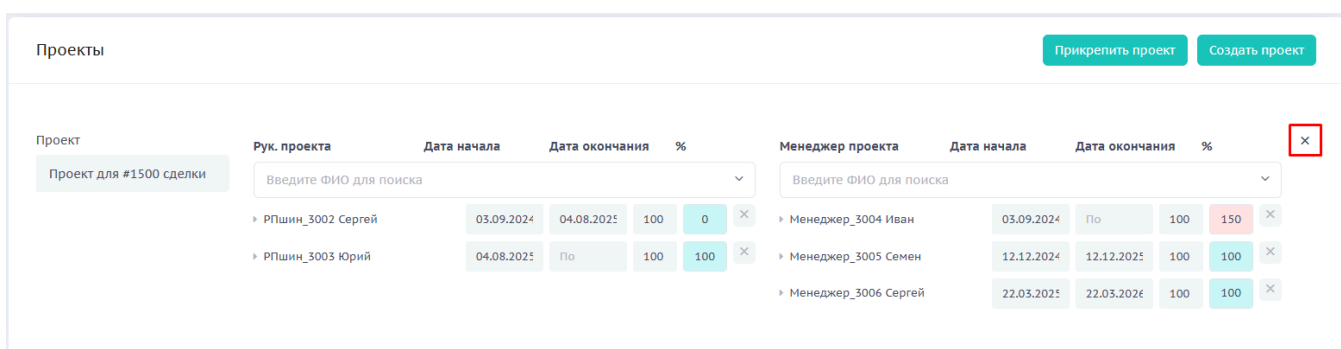 Проекты
Прикрепить проект
Создать проект
Проект
Рук. проекта Дата начала Дата окончания %
Менеджер проекта Дата начала Дата окончания %
Проект для #1500 сделки
Введите ФИО для поиска
Введите ФИО для поиска
РПшин_3002 Сергей 03.09.2024 04.08.2025 100 0
Менеджер_3004 Иван 03.09.2024 По 100 150
РПшин_3003 Юрий 04.08.2025 По 100 100
Менеджер_3005 Семен 12.12.2024 12.12.2025 100 100
Менеджер_3006 Сергей 22.03.2025 22.03.2026 100 100